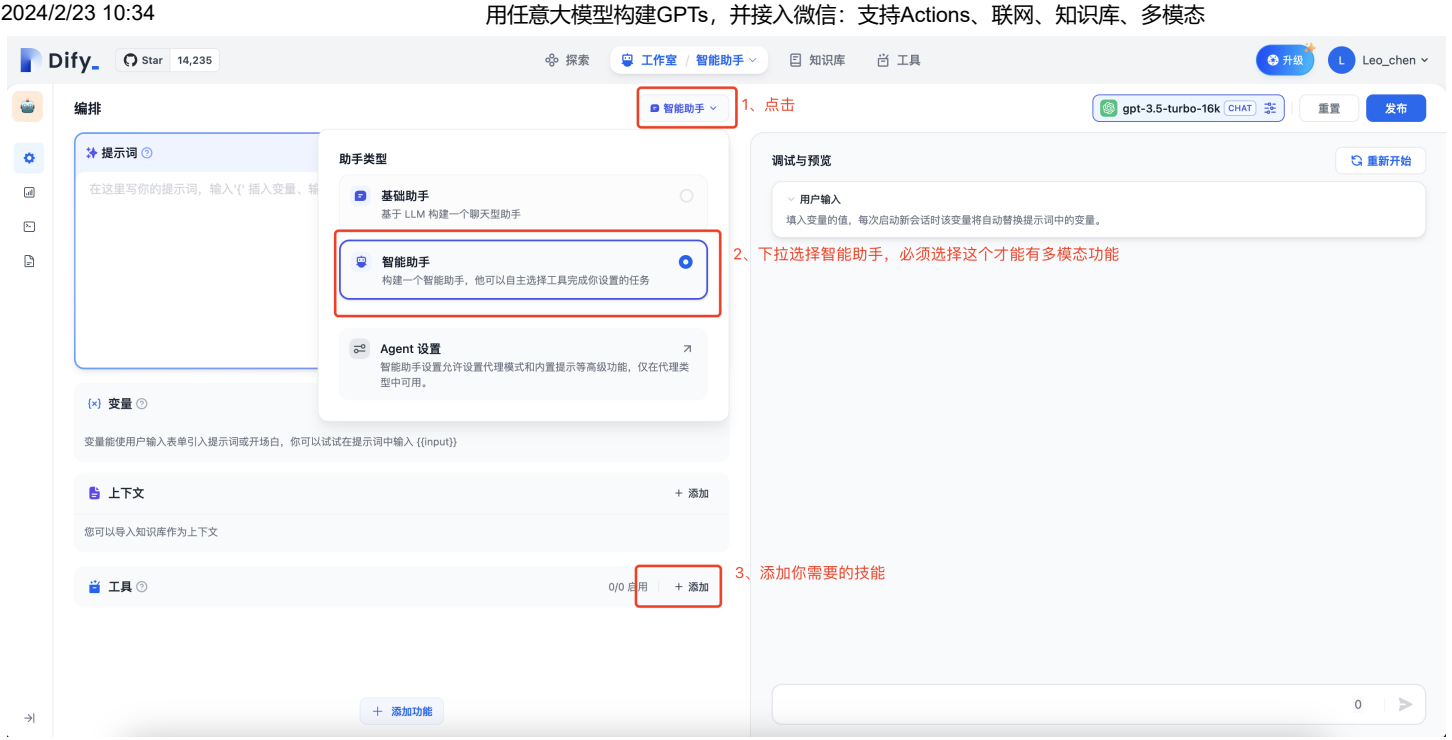 2024/2/23 10:34
用任意大模型构建GPTs，并接入微信：支持Actions、联网、知识库、多模态
Dify_
Star 14,235
探索
工作室 / 智能助手
知识库
工具
升级
L Leo_chen
编排
智能助手
1、点击
gpt-3.5-turbo-16k CHAT
重置
发布
提示词
在这里写你的提示词，输入'{' 插入变量、输
助手类型
基础助手
基于 LLM 构建一个聊天型助手
智能助手
构建一个智能助手，他可以自主选择工具完成你设置的任务
2、下拉选择智能助手，必须选择这个才能有多模态功能
Agent 设置
智能助手设置允许设置代理模式和内置提示等高级功能，仅在代理类
型中可用。
调试与预览
重新开始
用户输入
填入变量的值，每次启动新会话时该变量将自动替换提示词中的变量。
{x} 变量
变量能使用户输入表单引入提示词或开场白，你可以试试在提示词中输入 {{input}}
上下文
+ 添加
您可以导入知识库作为上下文
工具
0/0 启用
+ 添加
3、添加你需要的技能
+ 添加功能
0